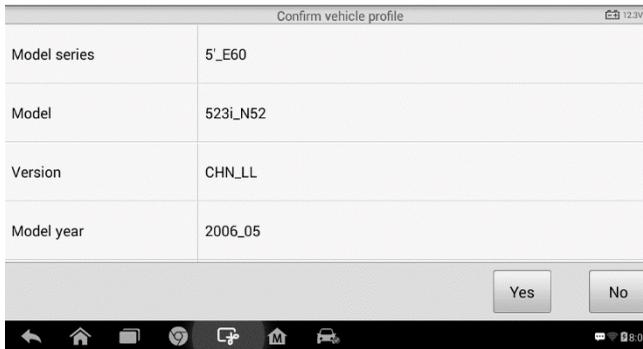 Confirm vehicle profile
12.3V
Model series 5'_E60
Model 523i_N52
Version CHN_LL
Model year 2006_05
Yes No
M